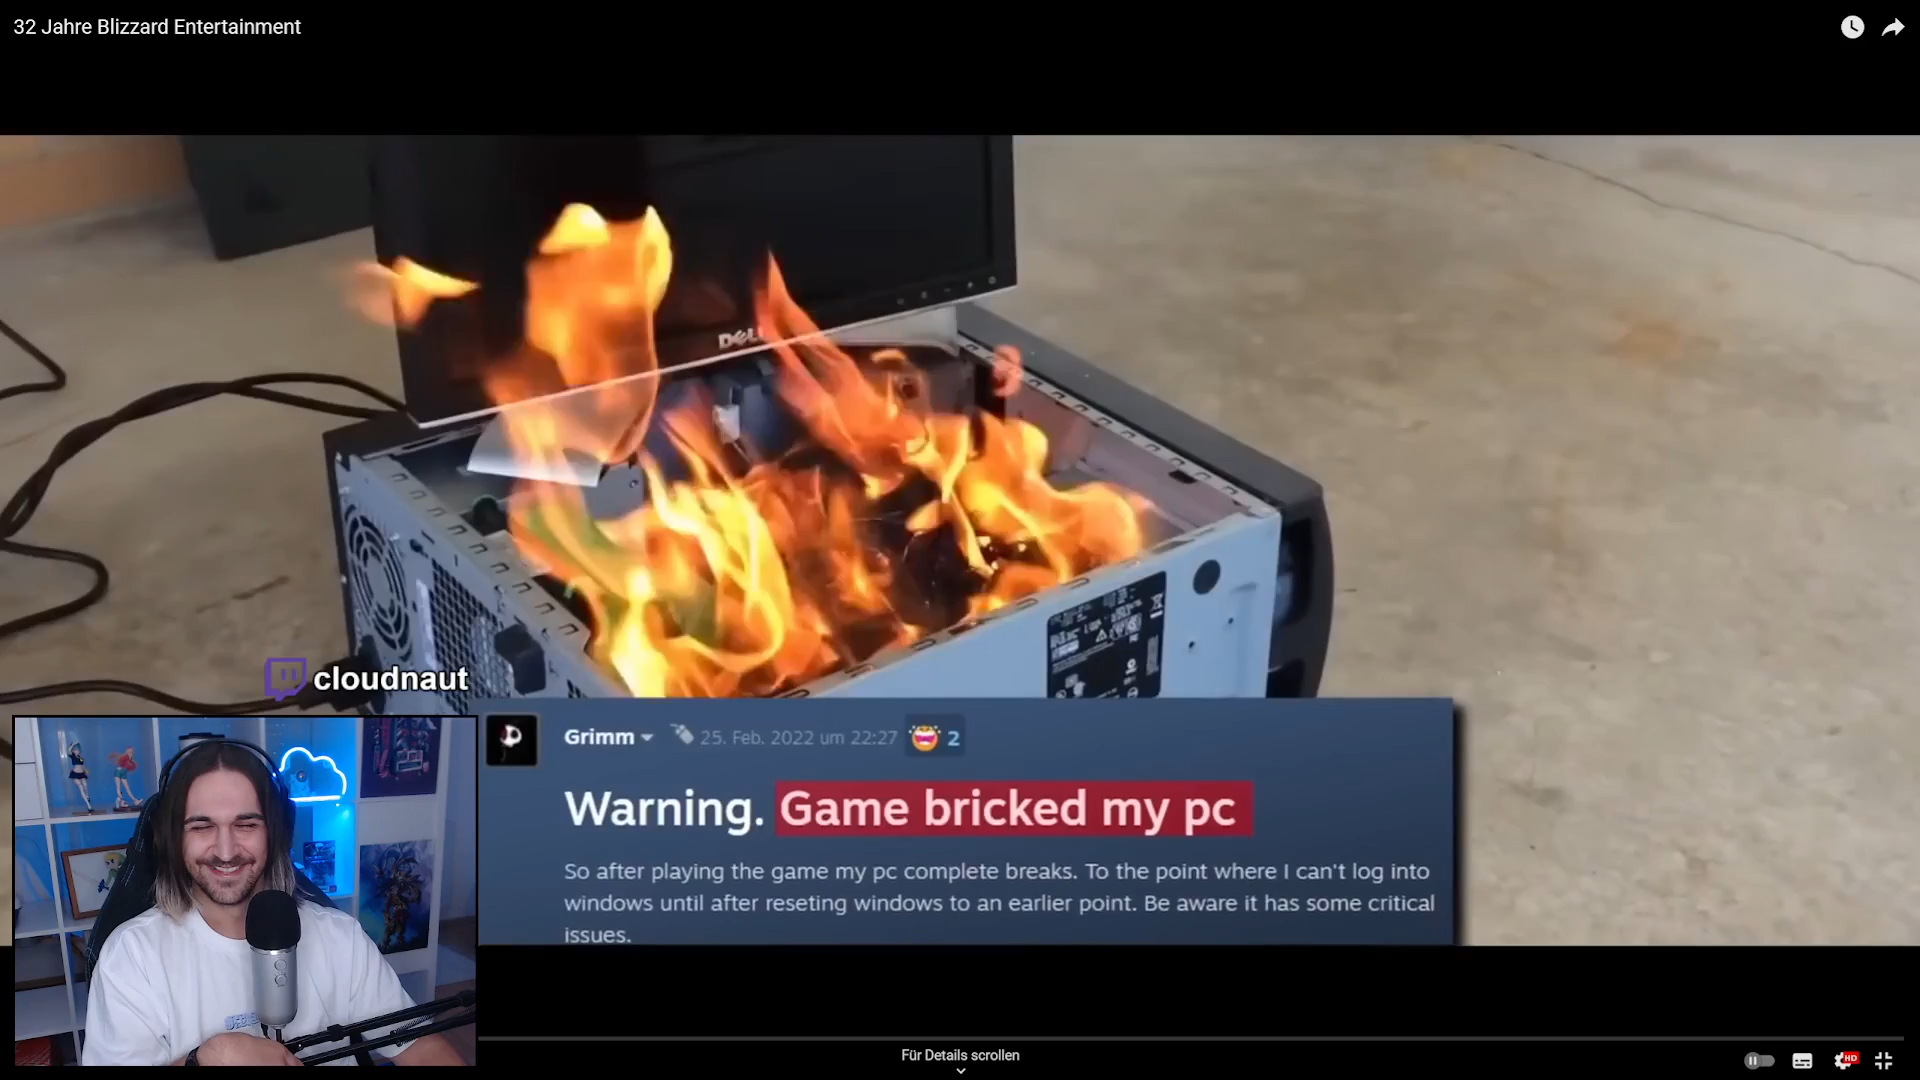 32 Jahre Blizzard Entertainment
DELL
cloudnaut
Grimm 25. Feb. 2022 um 22:27 2
Warning. Game bricked my pc
So after playing the game my pc complete breaks. To the point where I can't log into
windows until after reseting windows to an earlier point. Be aware it has some critical
issues.
Für Details scrollen
HD